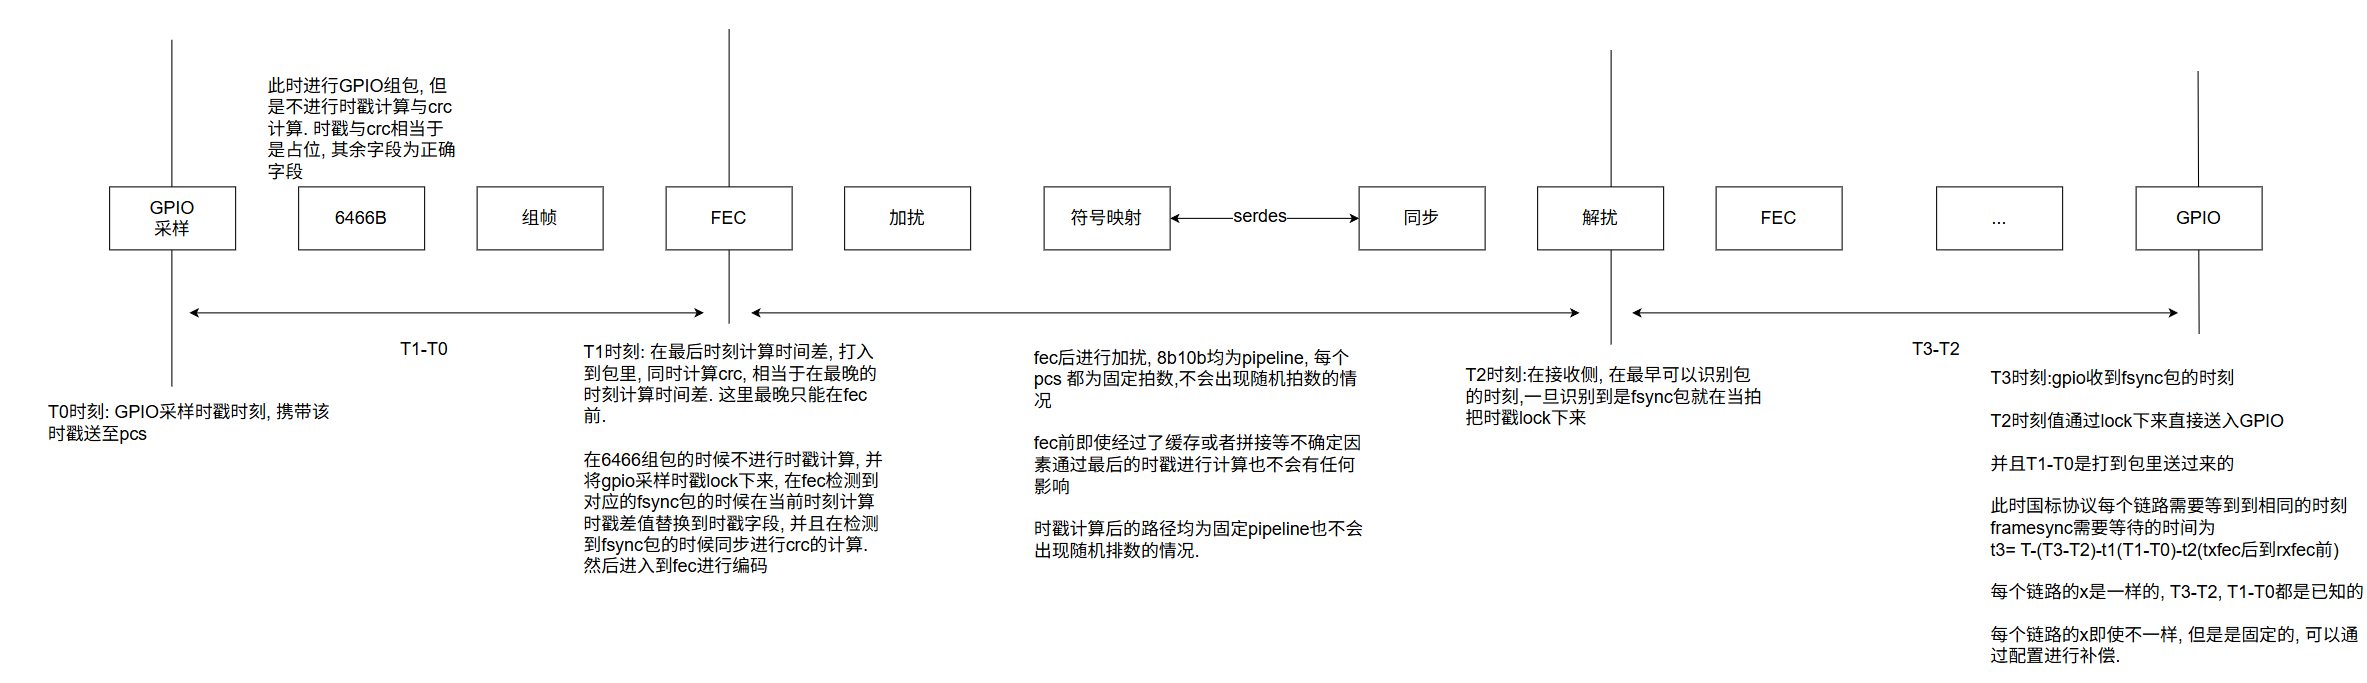 此时进行GPIO组包, 但
是不进行时戳计算与crc
计算. 时戳与crc相当于
是占位, 其余字段为正确
字段
GPIO
采样
6466B
组帧
FEC
加扰
符号映射
serdes
同步
解扰
FEC
...
GPIO
T1-T0
T3-T2
T0时刻: GPIO采样时戳时刻, 携带该
时戳送至pcs
T1时刻: 在最后时刻计算时间差, 打入
到包里, 同时计算crc, 相当于在最晚的
时刻计算时间差. 这里最晚只能在fec
前.
在6466组包的时候不进行时戳计算, 并
将gpio采样时戳lock下来, 在fec检测到
对应的fsync包的时候在当前时刻计算
时戳差值替换到时戳字段, 并且在检测
到fsync包的时候同步进行crc的计算.
然后进入到fec进行编码
fec后进行加扰, 8b10b均为pipeline, 每个
pcs 都为固定拍数,不会出现随机拍数的情
况
fec前即使经过了缓存或者拼接等不确定因
素通过最后的时戳进行计算也不会有任何
影响
时戳计算后的路径均为固定pipeline也不会
出现随机排数的情况.
T2时刻:在接收侧, 在最早可以识别包
的时刻,一旦识别到是fsync包就在当拍
把时戳lock下来
T3时刻:gpio收到fsync包的时刻
T2时刻值通过lock下来直接送入GPIO
并且T1-T0是打到包里送过来的
此时国标协议每个链路需要等到到相同的时刻
framesync需要等待的时间为
t3= T-(T3-T2)-t1(T1-T0)-t2(txfec后到rxfec前)
每个链路的x是一样的, T3-T2, T1-T0都是已知的
每个链路的x即使不一样, 但是是固定的, 可以通
过配置进行补偿.